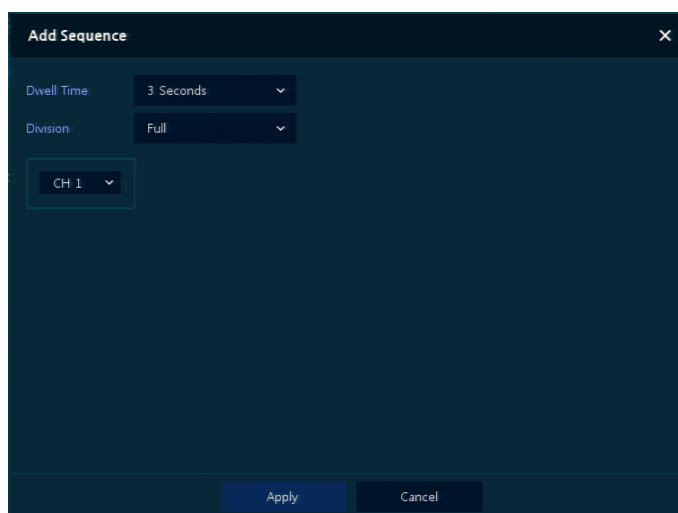 Add Sequence
Dwell Time 3 Seconds
Division Full
CH 1
Apply Cancel